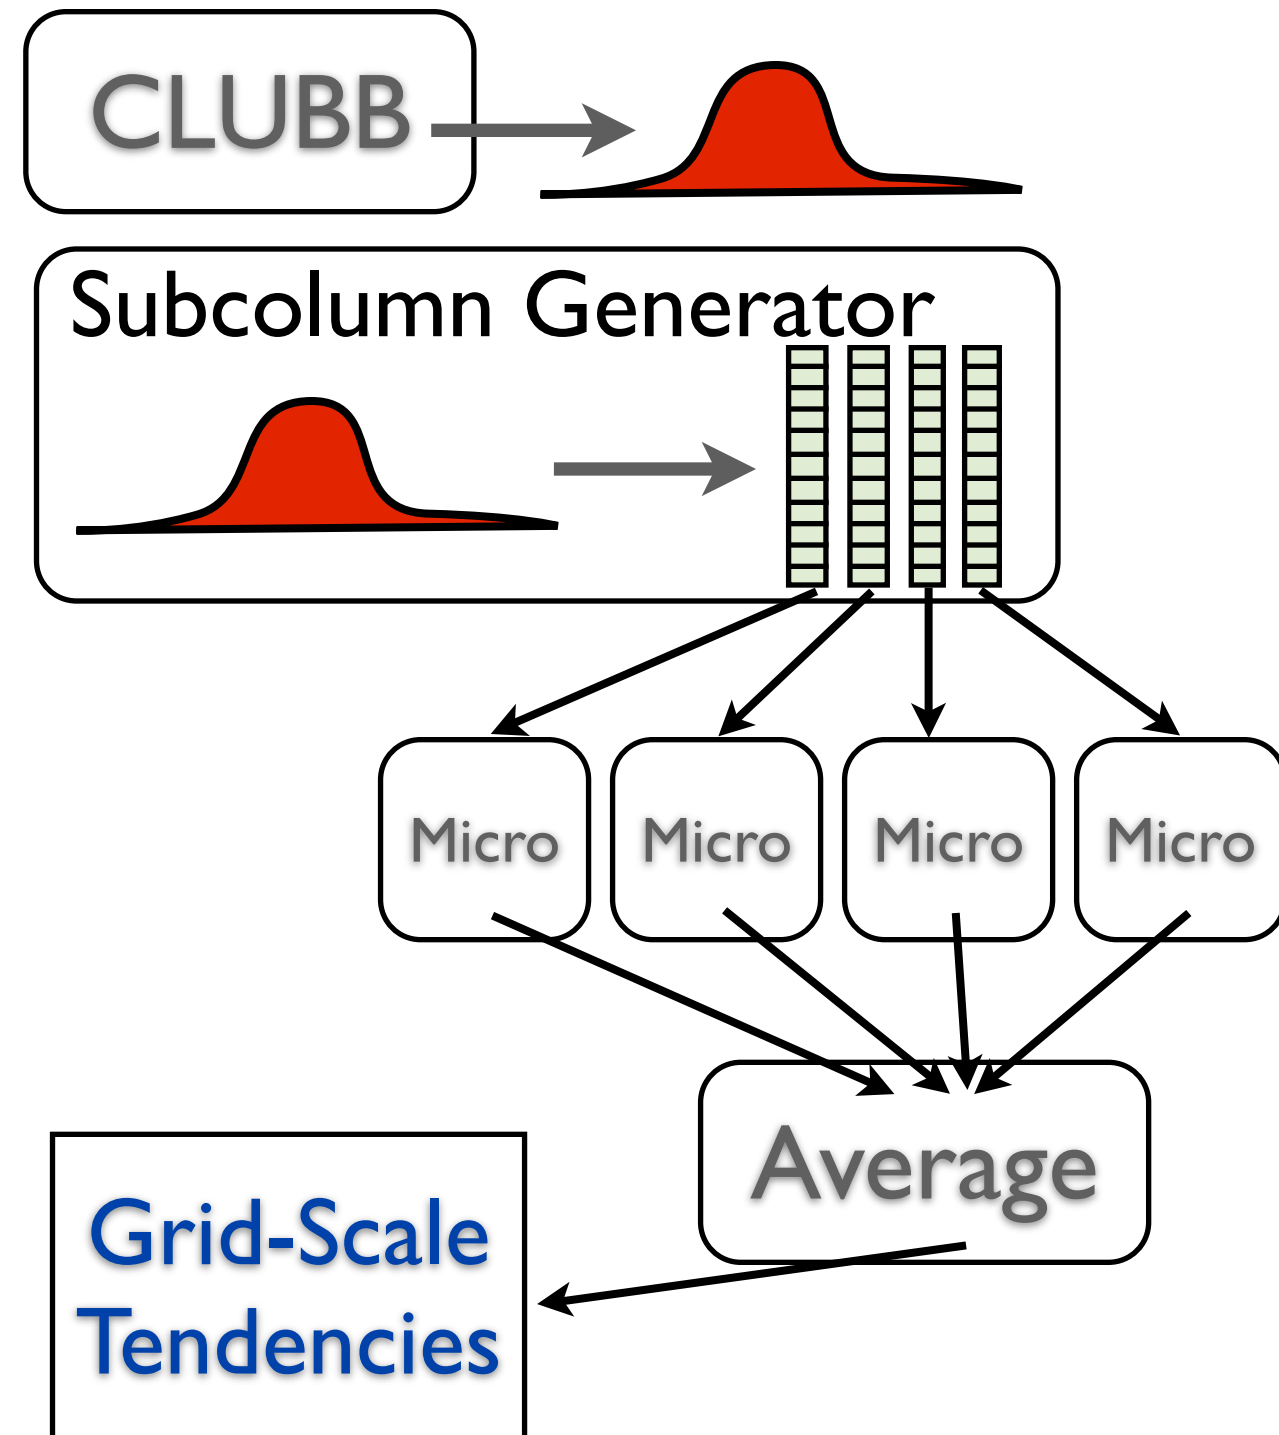 CLUBB
Subcolumn Generator
Micro Micro Micro Micro
Average
Grid-Scale
Tendencies